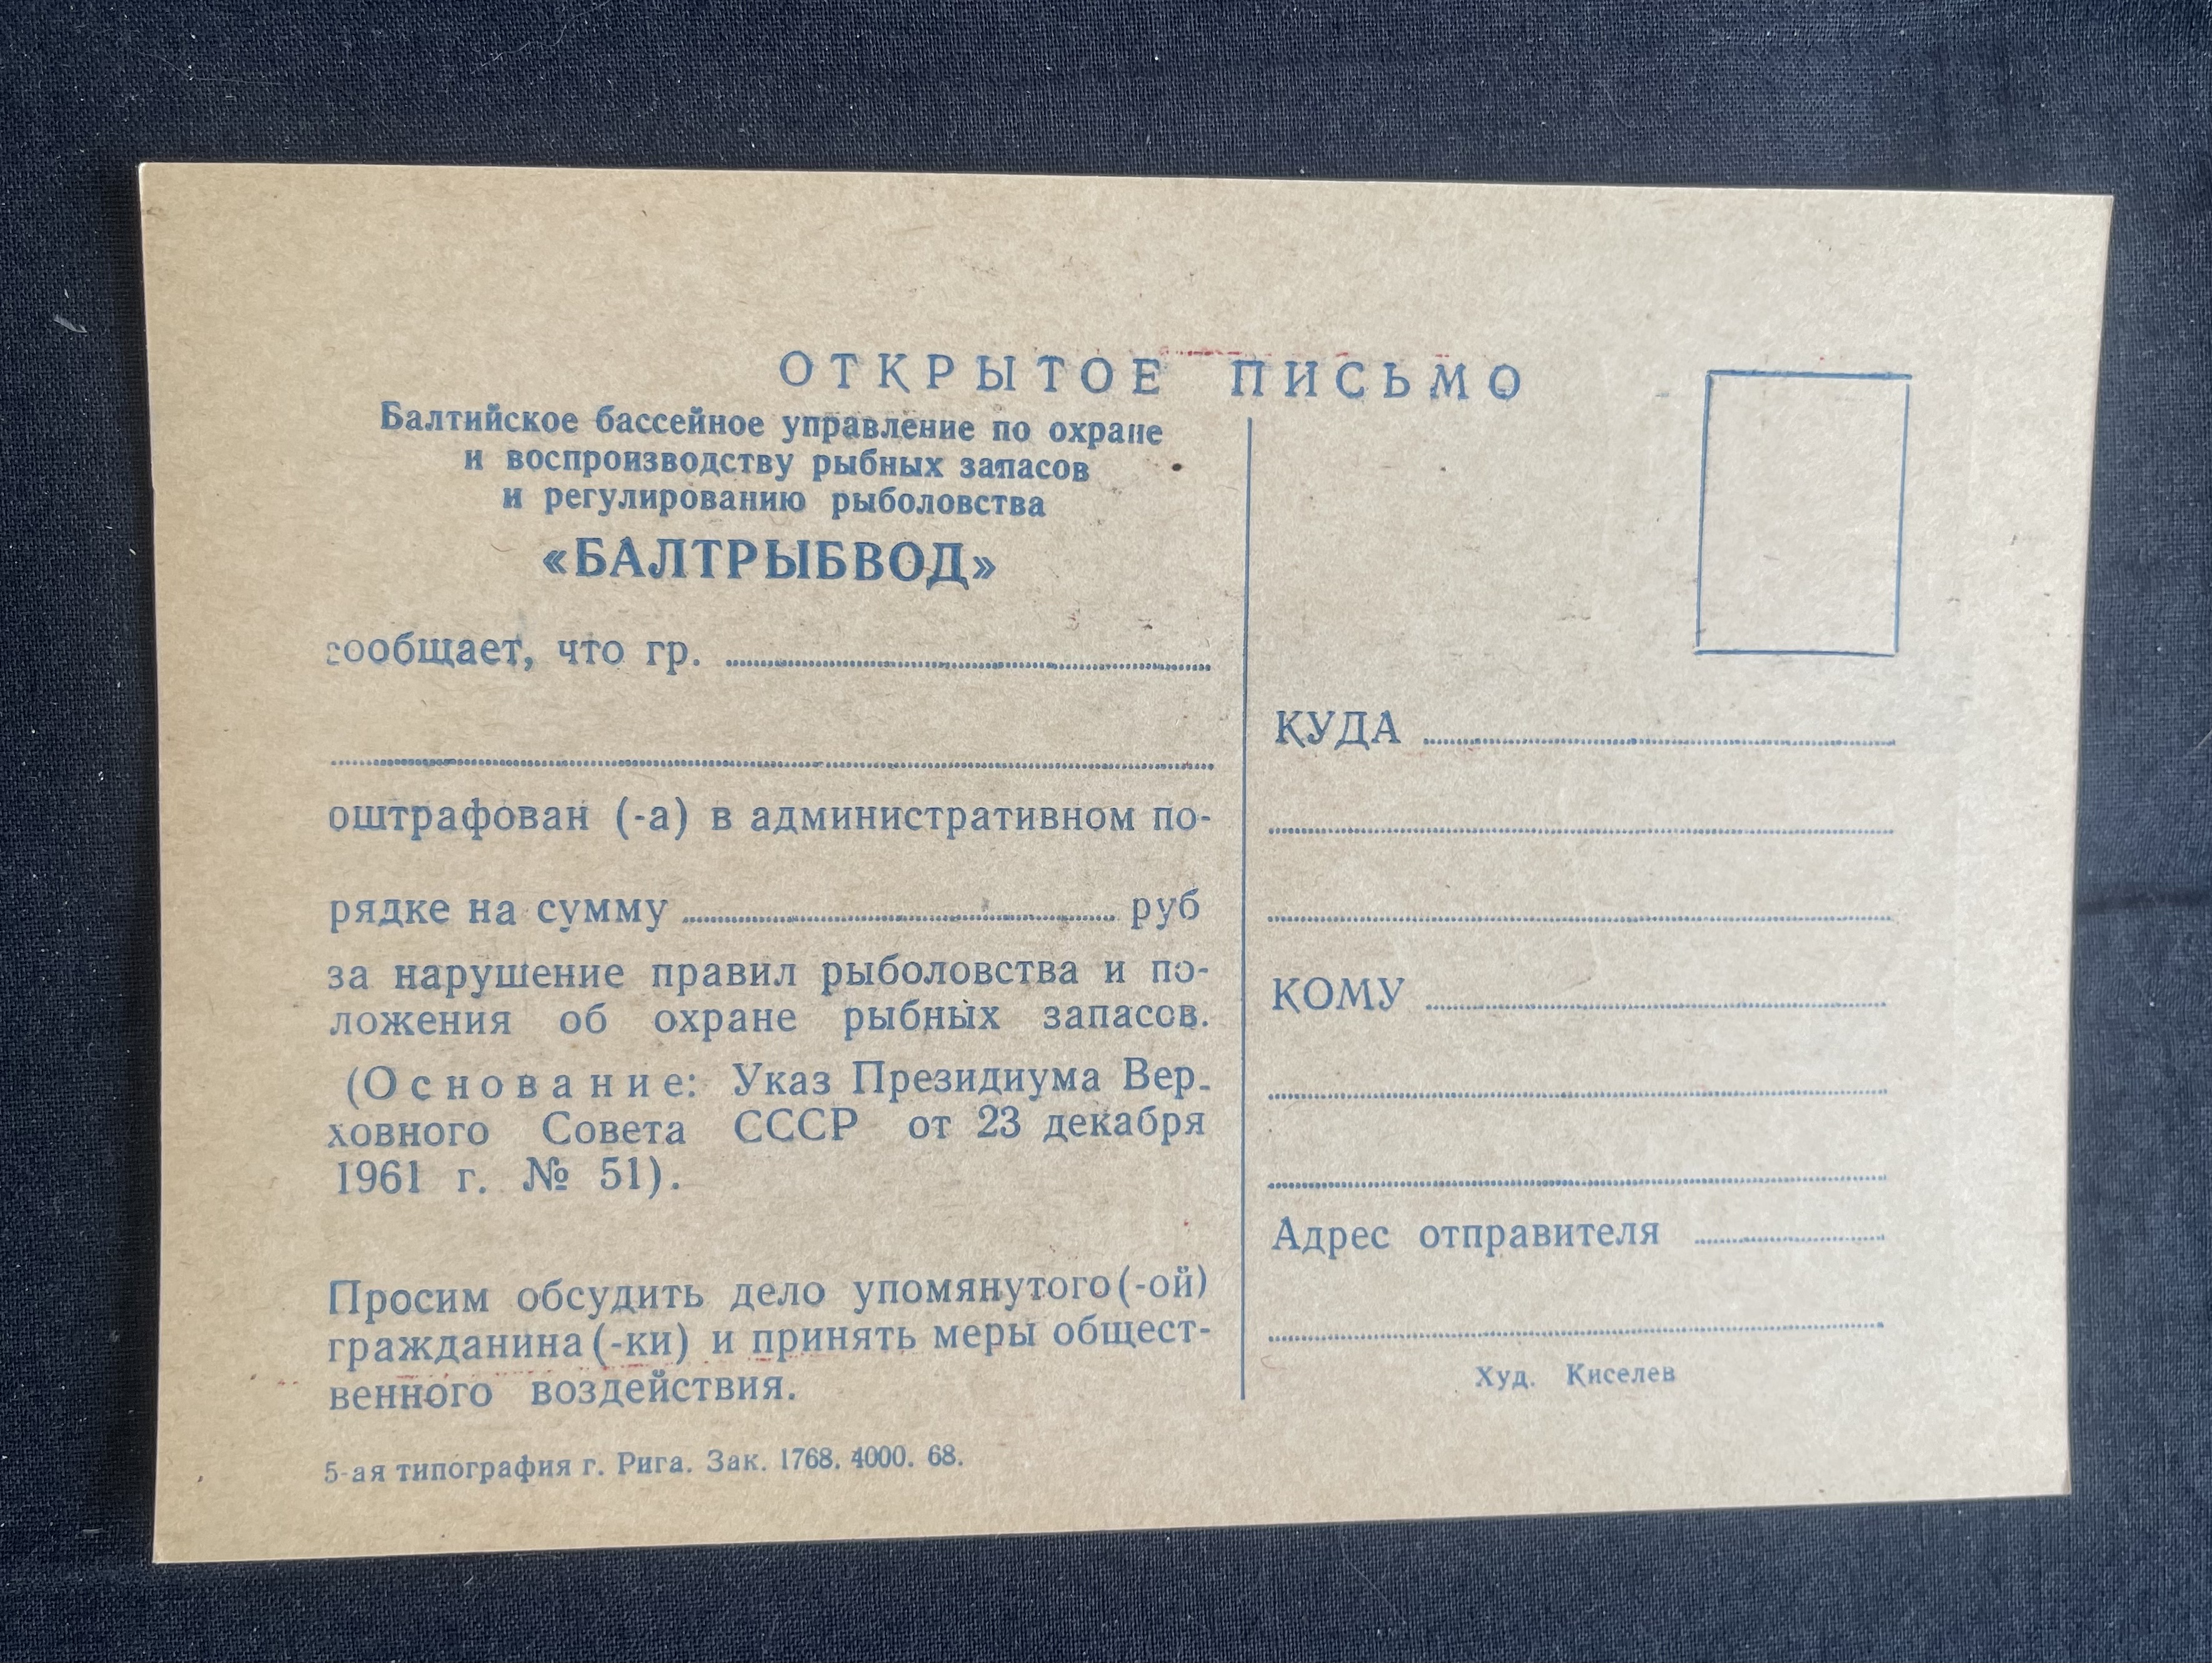 ОТКРЫТОЕ ПИСЬМО
Балтийское бассейное управление по охране
и воспроизводству рыбных запасов
и регулированию рыболовства
«БАЛТРЫБВОД»
сообщает, что гр.
оштрафован (-а) в административном по-
рядке на сумму руб
за нарушение правил рыболовства и по-
ложения об охране рыбных запасов.
(Основание: Указ Президиума Вер-
ховного Совета СССР от 23 декабря
1961 г. № 51).
Просим обсудить дело упомянутого(-ой)
гражданина(-ки) и принять меры общест-
венного воздействия.
5-ая типография г. Рига. Зак. 1768. 4000. 68.
КУДА
КОМУ
Адрес отправителя
Худ. Киселев